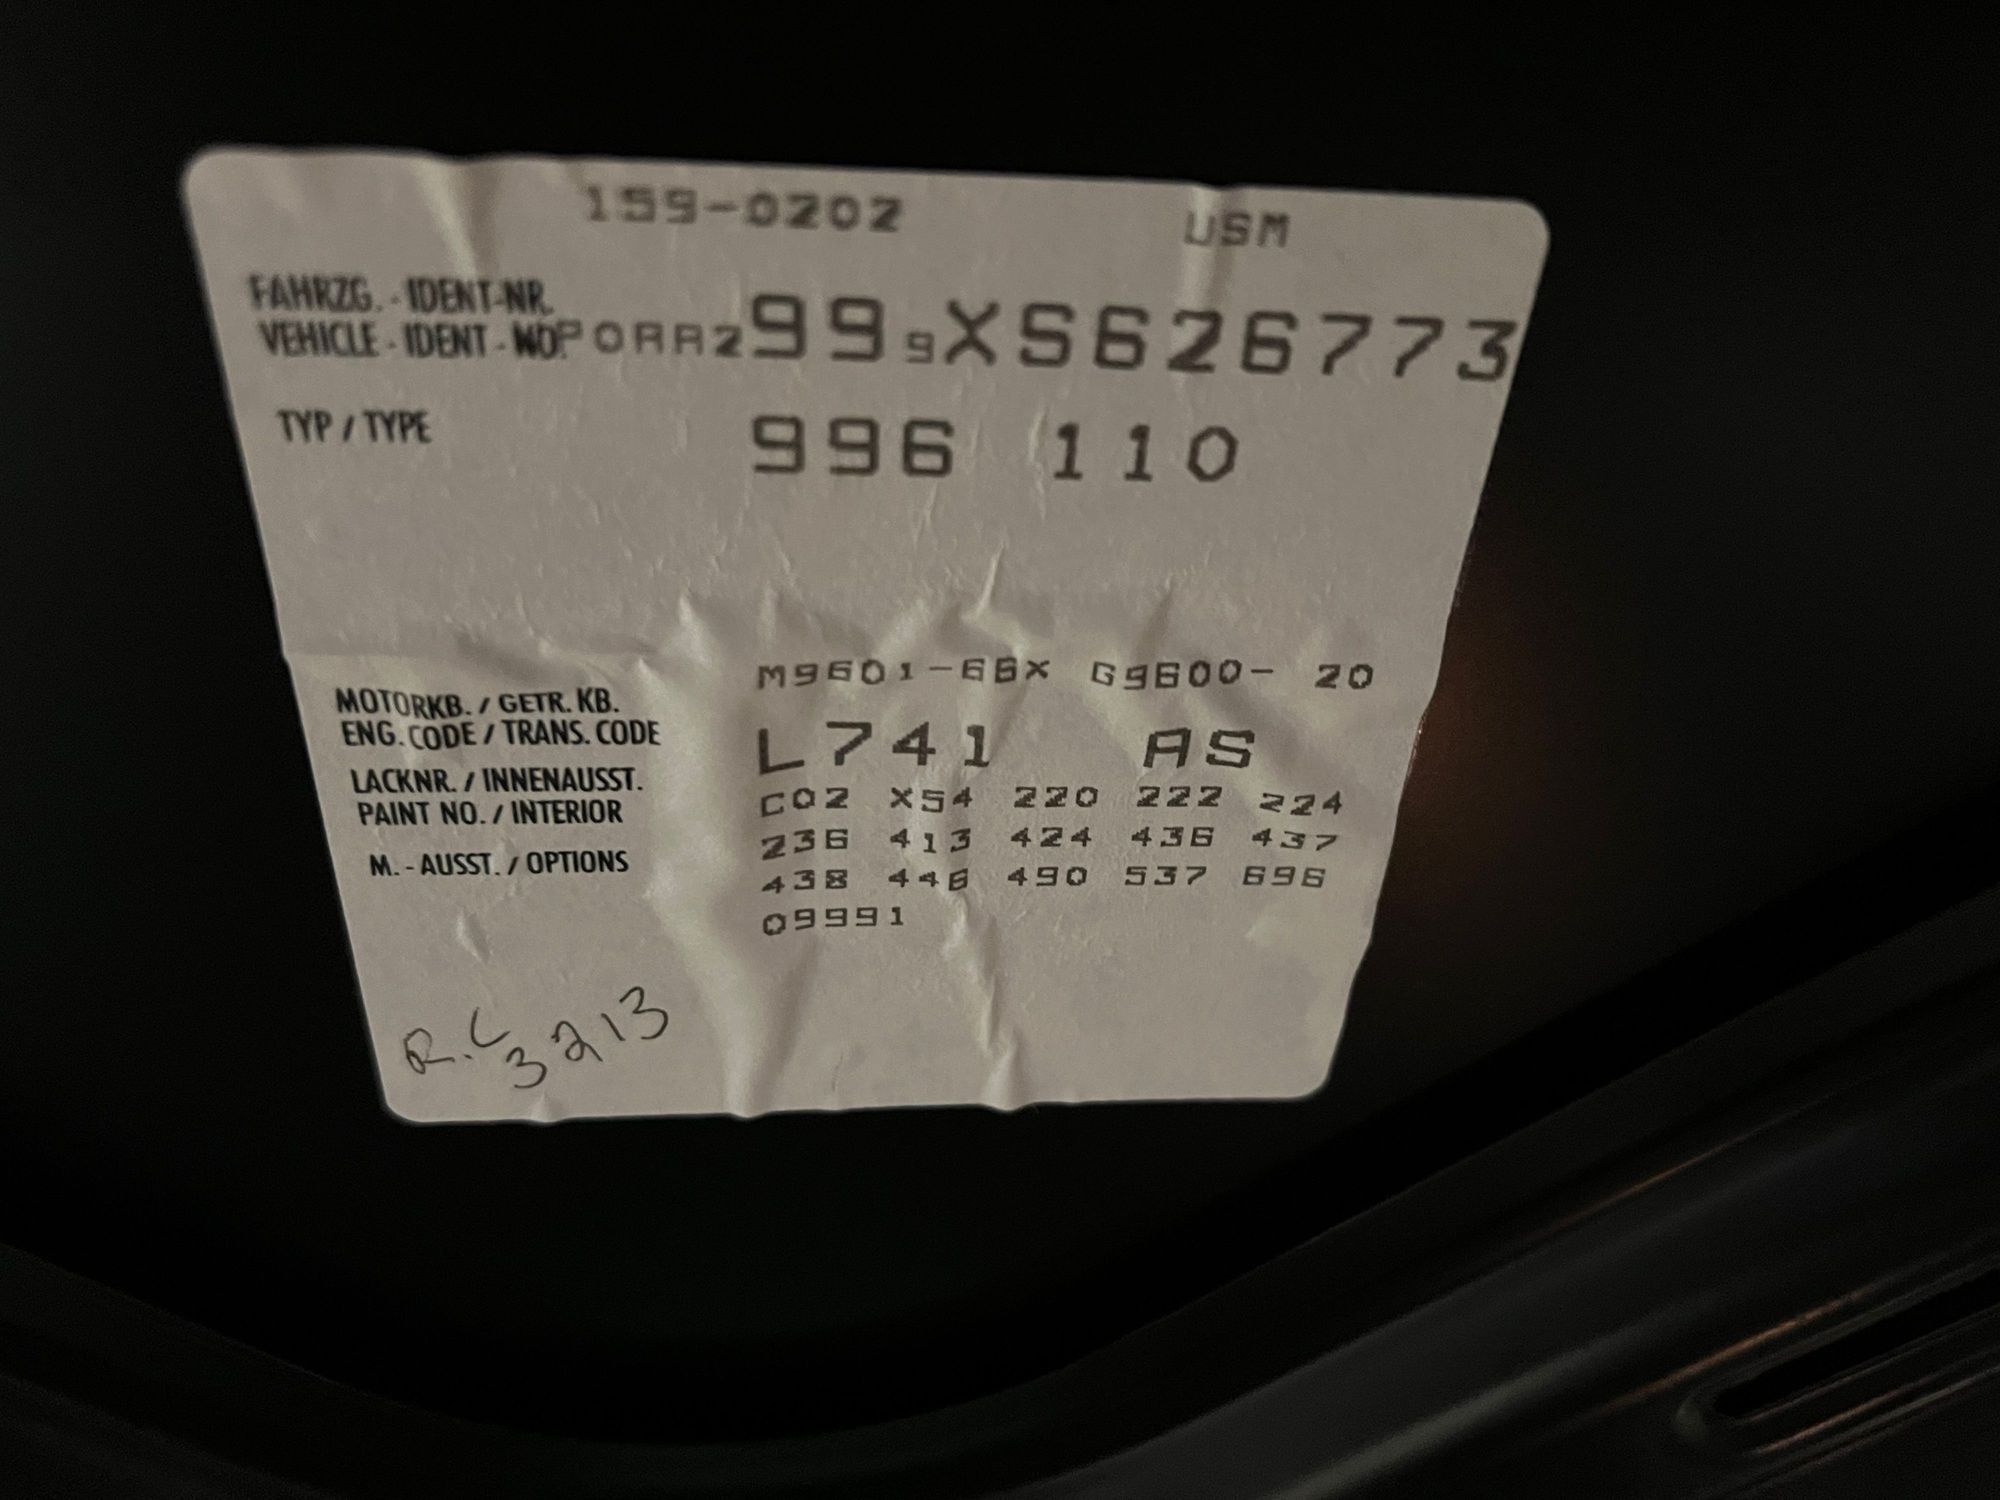 159-0202 USM
FAHRZG. - IDENT-NR.
VEHICLE - IDENT - NO. P0AA2999XS626773
TYP / TYPE 996 110
M9601-66X G9600- 20
MOTORKB. / GETR. KB.
ENG. CODE / TRANS. CODE L741 AS
LACKNR. / INNENAUSST. C02 X54 220 222 224
PAINT NO. / INTERIOR 236 413 424 436 437
M. - AUSST. / OPTIONS 438 446 490 537 696
09991
R.C
3213